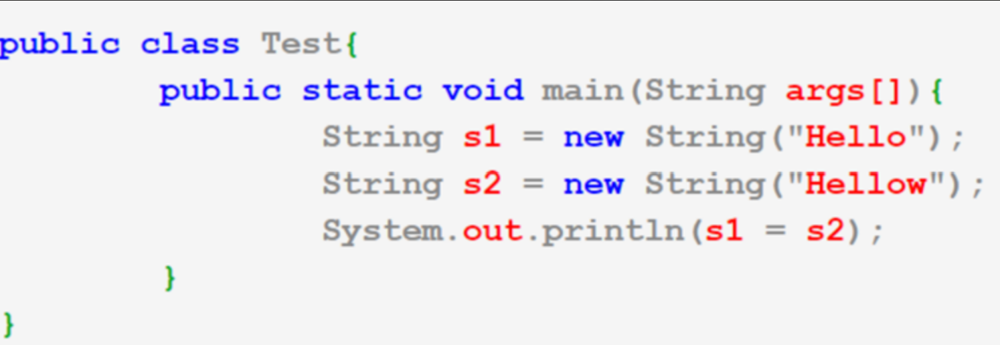 public class Test{
public static void main(String args[]){
String s1 = new String("Hello");
String s2 = new String("Hellow");
System.out.println(s1 = s2);
}
}